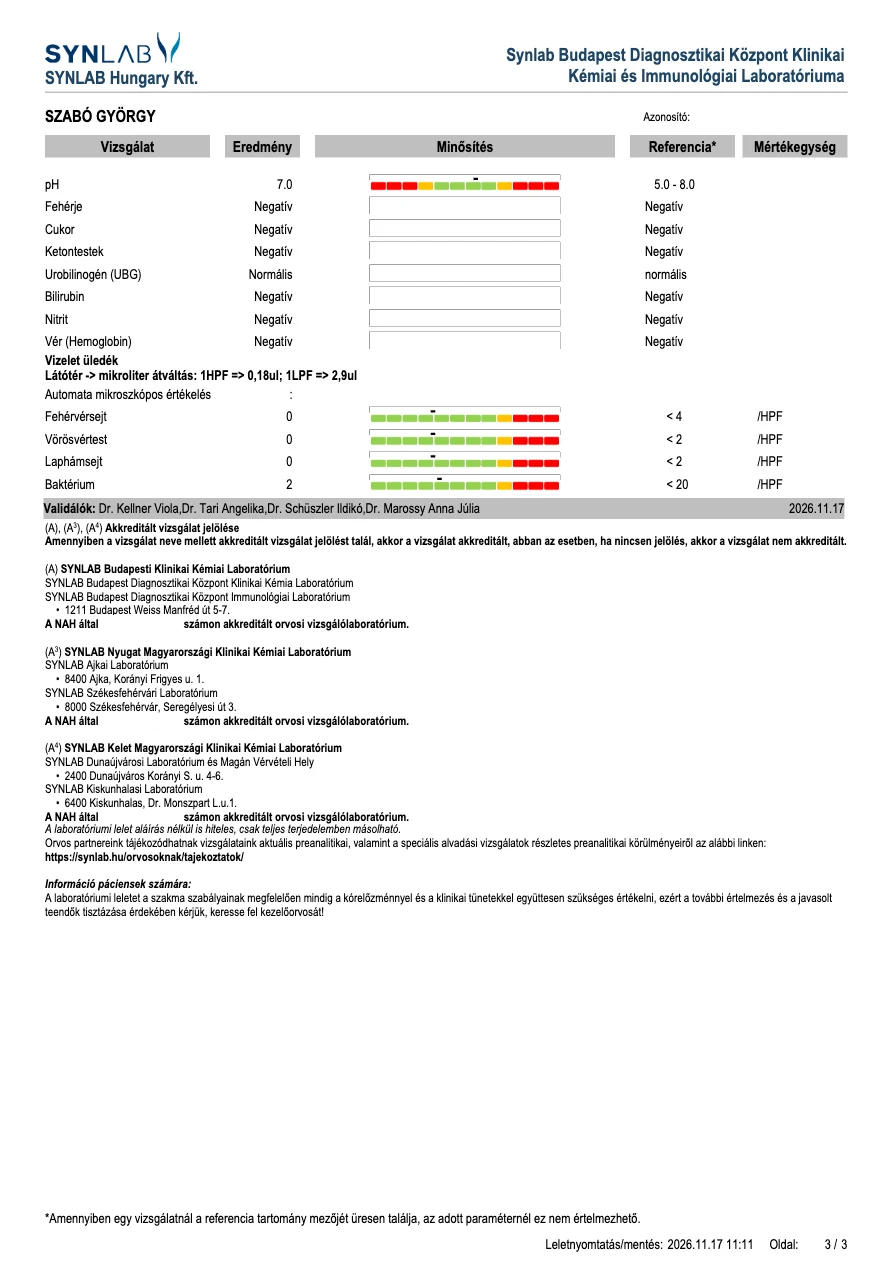 SYNLAB
SYNLAB Hungary Kft.
Synlab Budapest Diagnosztikai Központ Klinikai
Kémiai és Immunológiai Laboratóriuma
SZABÓ GYÖRGY
Azonosító:
Vizsgálat Eredmény Minősítés Referencia* Mértékegység
pH 7.0 5.0 - 8.0
Fehérje Negatív Negatív
Cukor Negatív Negatív
Ketontestek Negatív Negatív
Urobilinogén (UBG) Normális normális
Bilirubin Negatív Negatív
Nitrit Negatív Negatív
Vér (Hemoglobin) Negatív Negatív
Vizelet üledék
Látótér -> mikroliter átváltás: 1HPF => 0,18ul; 1LPF => 2,9ul
Automata mikroszkópos értékelés :
Fehérvérsejt 0 < 4 /HPF
Vörösvértest 0 < 2 /HPF
Laphámsejt 0 < 2 /HPF
Baktérium 2 < 20 /HPF
Validálók: Dr. Kellner Viola,Dr. Tari Angelika,Dr. Schüszler Ildikó,Dr. Marossy Anna Júlia 2026.11.17
(A), (A³), (A⁴) Akkreditált vizsgálat jelölése
Amennyiben a vizsgálat neve mellett akkreditált vizsgálat jelölést talál, akkor a vizsgálat akkreditált, abban az esetben, ha nincsen jelölés, akkor a vizsgálat nem akkreditált.
(A) SYNLAB Budapesti Klinikai Kémiai Laboratórium
SYNLAB Budapest Diagnosztikai Központ Klinikai Kémia Laboratórium
SYNLAB Budapest Diagnosztikai Központ Immunológiai Laboratórium
• 1211 Budapest Weiss Manfréd út 5-7.
A NAH által számon akkreditált orvosi vizsgálólaboratórium.
(A³) SYNLAB Nyugat Magyarországi Klinikai Kémiai Laboratórium
SYNLAB Ajkai Laboratórium
• 8400 Ajka, Korányi Frigyes u. 1.
SYNLAB Székesfehérvári Laboratórium
• 8000 Székesfehérvár, Seregélyesi út 3.
A NAH által számon akkreditált orvosi vizsgálólaboratórium.
(A⁴) SYNLAB Kelet Magyarországi Klinikai Kémiai Laboratórium
SYNLAB Dunaújvárosi Laboratórium és Magán Vérvételi Hely
• 2400 Dunaújváros Korányi S. u. 4-6.
SYNLAB Kiskunhalasi Laboratórium
• 6400 Kiskunhalas, Dr. Monszpart L.u.1.
A NAH által számon akkreditált orvosi vizsgálólaboratórium.
A laboratóriumi lelet aláírás nélkül is hiteles, csak teljes terjedelemben másolható.
Orvos partnereink tájékozódhatnak vizsgálataink aktuális preanalitikai, valamint a speciális alvadási vizsgálatok részletes preanalitikai körülményeiről az alábbi linken:
https://synlab.hu/orvosoknak/tajekoztatok/
Információ páciensek számára:
A laboratóriumi leletet a szakma szabályainak megfelelően mindig a kórelőzménnyel és a klinikai tünetekkel együttesen szükséges értékelni, ezért a további értelmezés és a javasolt
teendők tisztázása érdekében kérjük, keresse fel kezelőorvosát!
*Amennyiben egy vizsgálatnál a referencia tartomány mezőjét üresen találja, az adott paraméternél ez nem értelmezhető.
Leletnyomtatás/mentés: 2026.11.17 11:11 Oldal: 3 / 3